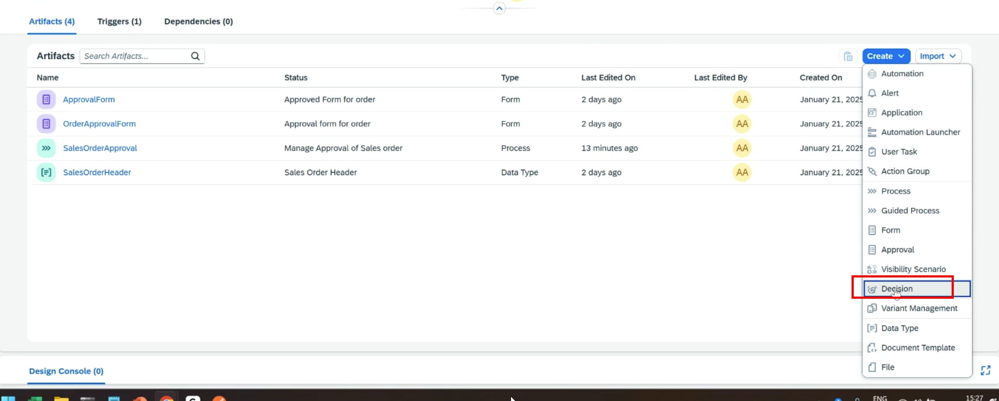 Artifacts (4) Triggers (1) Dependencies (0)
Artifacts Search Artifacts... Create Import
Name Status Type Last Edited On Last Edited By Created On
ApprovalForm Approved Form for order Form 2 days ago AA January 21, 2025
OrderApprovalForm Approval form for order Form 2 days ago AA January 21, 2025
SalesOrderApproval Manage Approval of Sales order Process 13 minutes ago AA January 21, 2025
SalesOrderHeader Sales Order Header Data Type 2 days ago AA January 21, 2025
Automation
Alert
Application
Automation Launcher
User Task
Action Group
Process
Guided Process
Form
Approval
Visibility Scenario
Decision
Variant Management
Data Type
Document Template
File
Design Console (0)
ENG 15:27